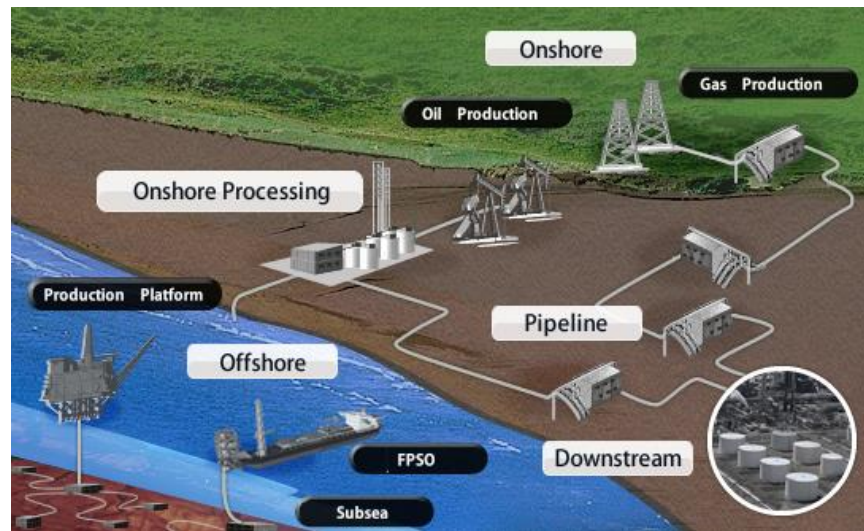 Onshore
Gas Production
Oil Production
Onshore Processing
Production Platform
Pipeline
Offshore
FPSO
Downstream
Subsea